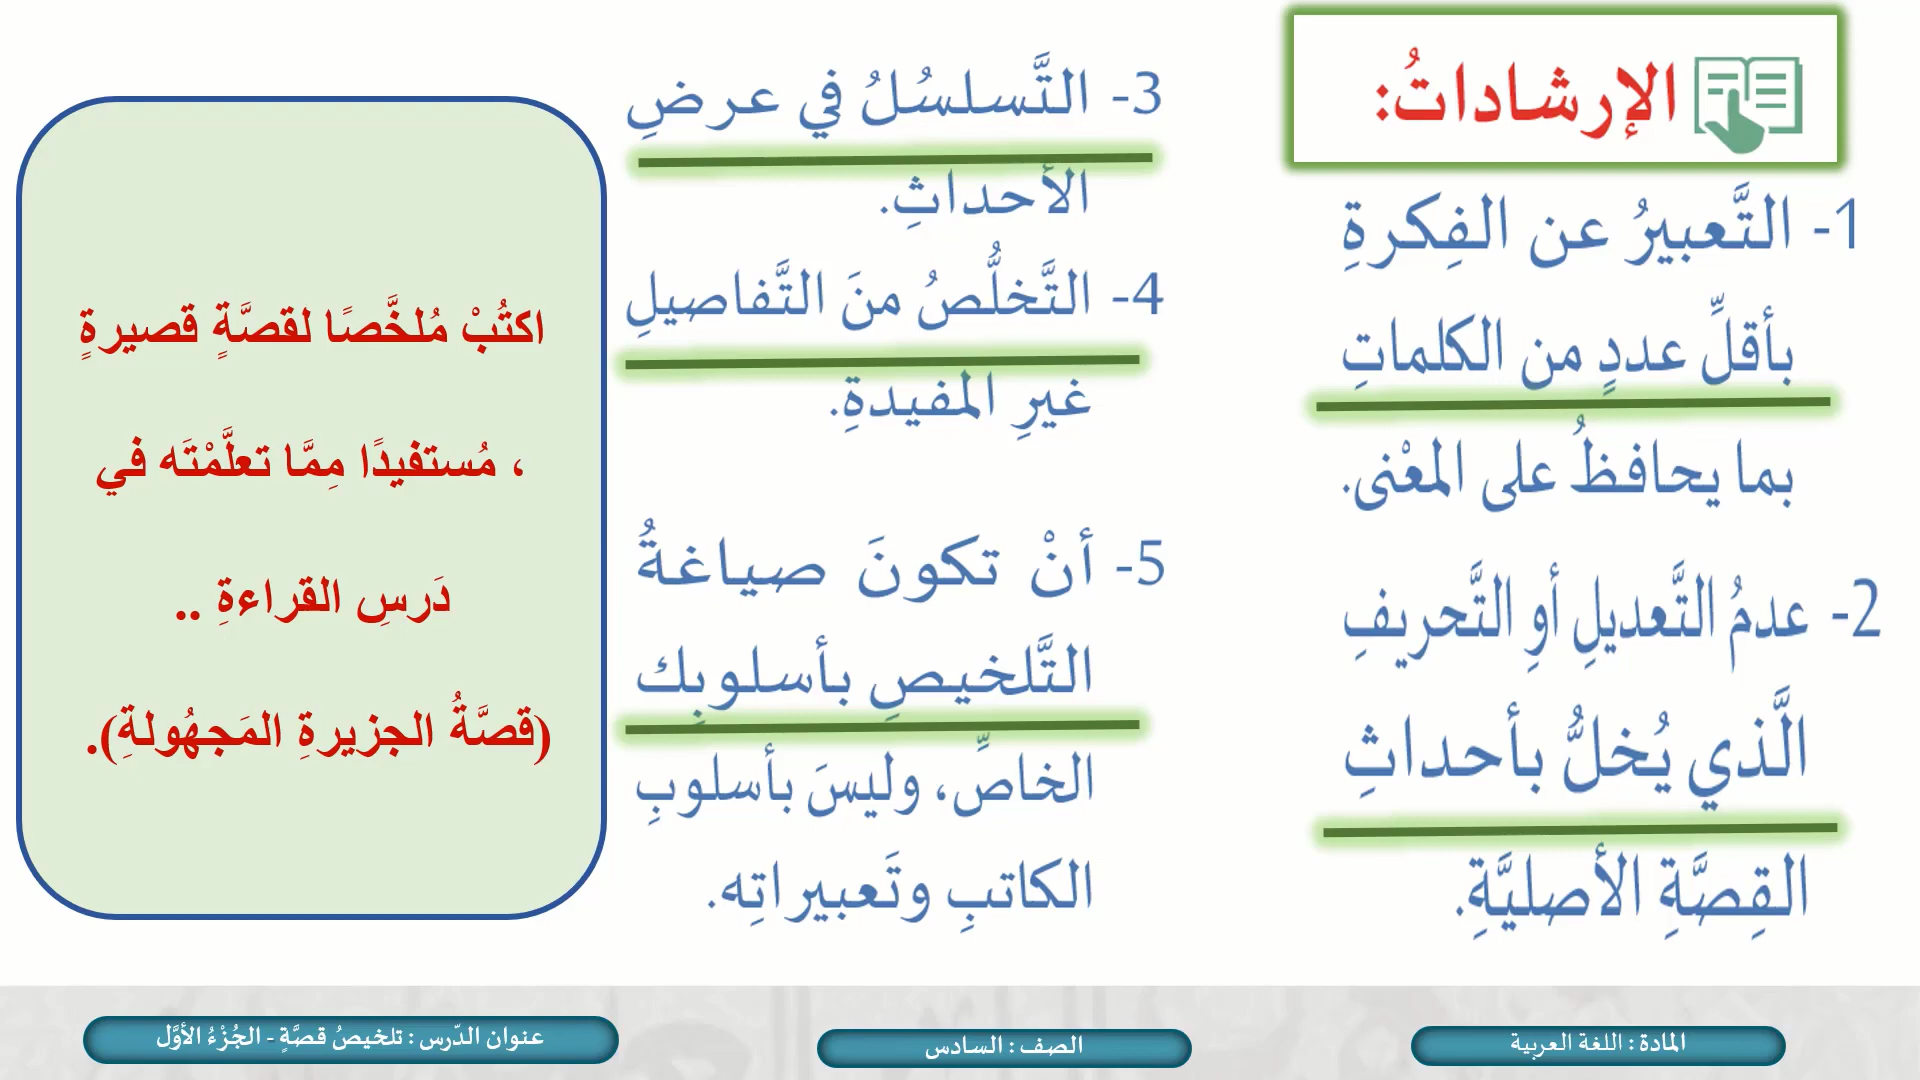 الإرشاداتُ:
1- التَّعبيرُ عن الفِكرةِ
بأقلِّ عددٍ من الكلماتِ
بما يحافظُ على المعْنى.
2- عدمُ التَّعديلِ أوِ التَّحريفِ
الَّذي يُخلُّ بأحداثِ
القِصَّةِ الأصليَّةِ.
3- التَّسلسُلُ في عرضِ
الأحداثِ.
4- التَّخلُّصُ منَ التَّفاصيلِ
غيرِ المفيدةِ.
5- أنْ تكونَ صياغةُ
التَّلخيصِ بأسلوبِك
الخاصِّ، وليسَ بأسلوبِ
الكاتبِ وتَعبيراتِه.
اكتُبْ مُلخَّصًا لقصَّةٍ قصيرةٍ
، مُستفيدًا مِمَّا تعلَّمْتَه في
دَرسِ القراءةِ ..
(قصَّةُ الجزيرةِ المَجهُولةِ).
المادة : اللغة العربية
الصف : السادس
عنوان الدّرس : تلخيصُ قصَّةٍ - الجُزْءُ الأوَّل